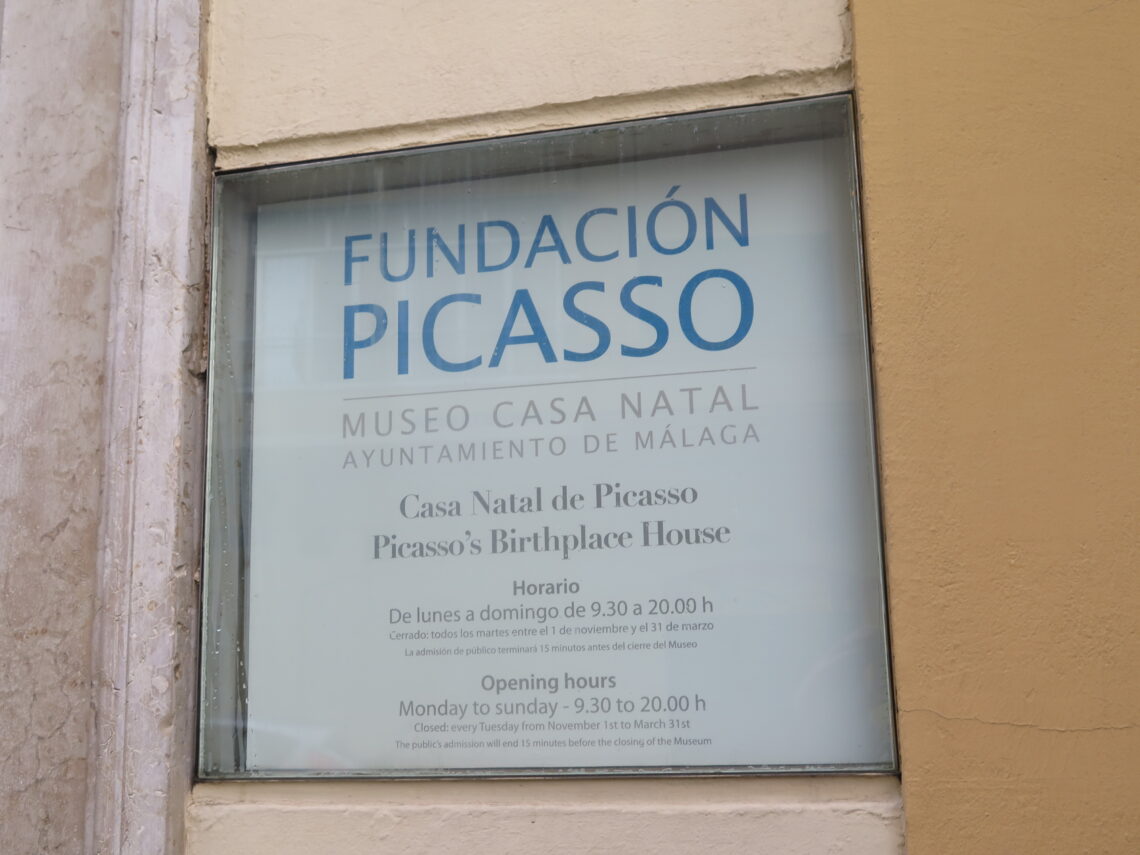 FUNDACIÓN
PICASSO
MUSEO CASA NATAL
AYUNTAMIENTO DE MÁLAGA
Casa Natal de Picasso
Picasso's Birthplace House
Horario
De lunes a domingo de 9.30 a 20.00 h
Cerrado: todos los martes entre el 1 de noviembre y el 31 de marzo
La admisión de público terminará 15 minutos antes del cierre del Museo
Opening hours
Monday to sunday - 9.30 to 20.00 h
Closed: every Tuesday from November 1st to March 31st
The public's admission will end 15 minutes before the closing of the Museum